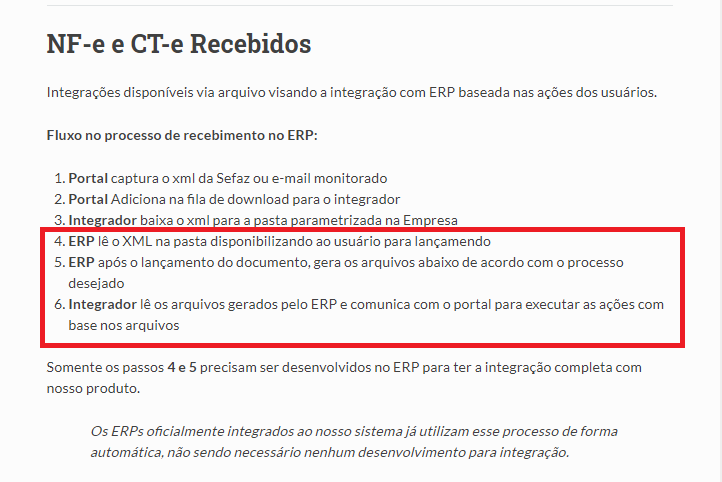 NF-e e CT-e Recebidos
Integrações disponíveis via arquivo visando a integração com ERP baseada nas ações dos usuários.
Fluxo no processo de recebimento no ERP:
1. Portal captura o xml da Sefaz ou e-mail monitorado
2. Portal Adiciona na fila de download para o integrador
3. Integrador baixa o xml para a pasta parametrizada na Empresa
4. ERP lê o XML na pasta disponibilizando ao usuário para lançamendo
5. ERP após o lançamento do documento, gera os arquivos abaixo de acordo com o processo
desejado
6. Integrador lê os arquivos gerados pelo ERP e comunica com o portal para executar as ações com
base nos arquivos
Somente os passos 4 e 5 precisam ser desenvolvidos no ERP para ter a integração completa com
nosso produto.
Os ERPs oficialmente integrados ao nosso sistema já utilizam esse processo de forma
automática, não sendo necessário nenhum desenvolvimento para integração.